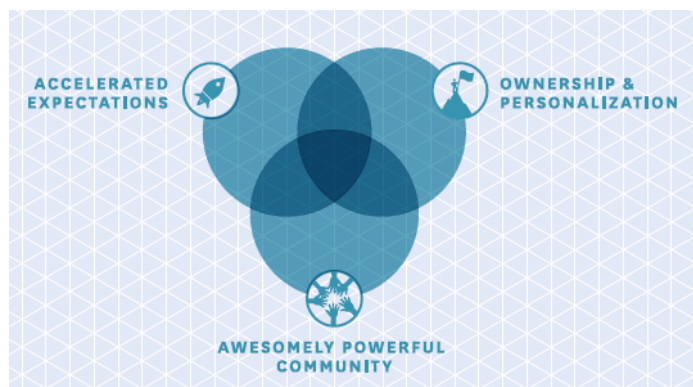 ACCELERATED
EXPECTATIONS
OWNERSHIP &
PERSONALIZATION
AWESOMELY POWERFUL
COMMUNITY